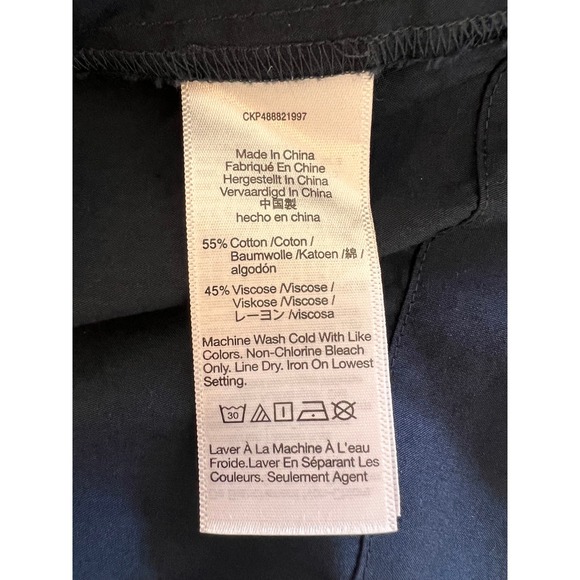 CKP488821997
Made In China
Fabriqué En Chine
Hergestellt In China
Vervaardigd In China
中国製
hecho en china
55% Cotton /Coton /
Baumwolle /Katoen /綿 /
algodón
45% Viscose /Viscose /
Viskose /Viscose /
レーヨン /viscosa
Machine Wash Cold With Like
Colors. Non-Chlorine Bleach
Only. Line Dry. Iron On Lowest
Setting.
30
Laver À La Machine À L'eau
Froide.Laver En Séparant Les
Couleurs. Seulement Agent